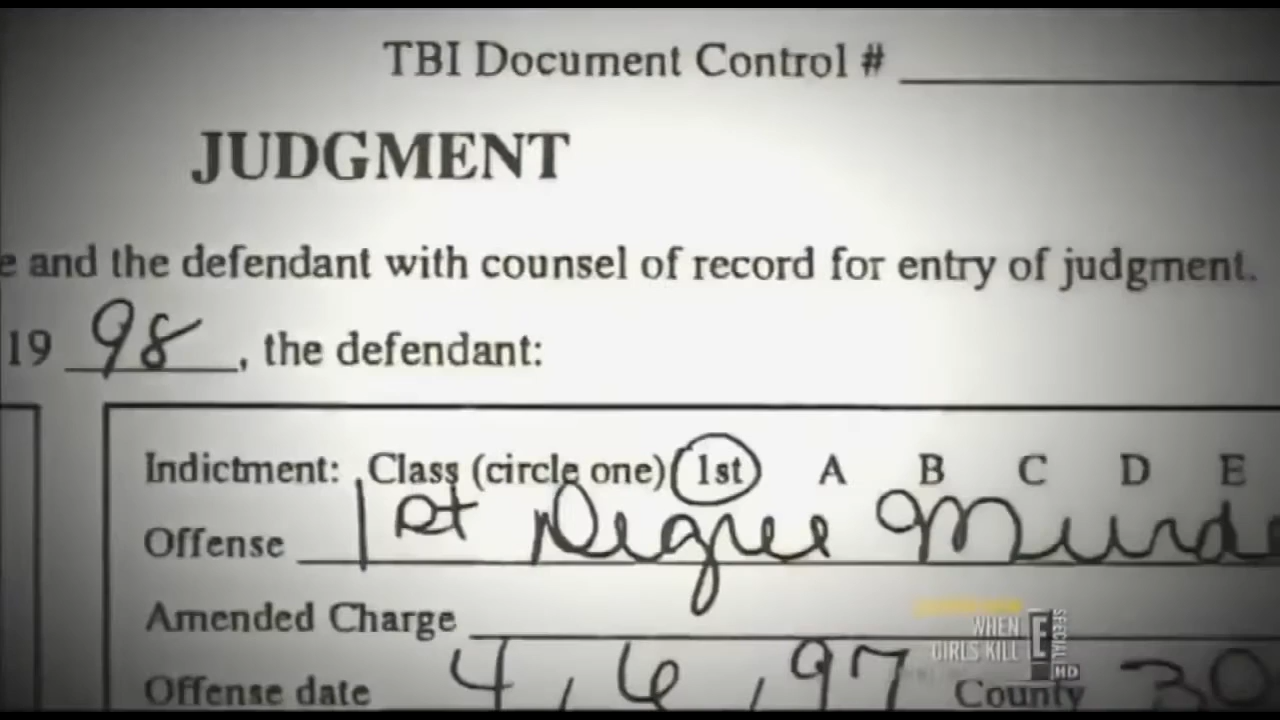 TBI Document Control #
JUDGMENT
e and the defendant with counsel of record for entry of judgment.
19 98, the defendant:
Indictment: Class (circle one) 1st A B C D E
Offense 1st Degree Murde
Amended Charge
Offense date 4, 6, 97 County 30
WHEN
GIRLS KILL
E SPECIAL
HD